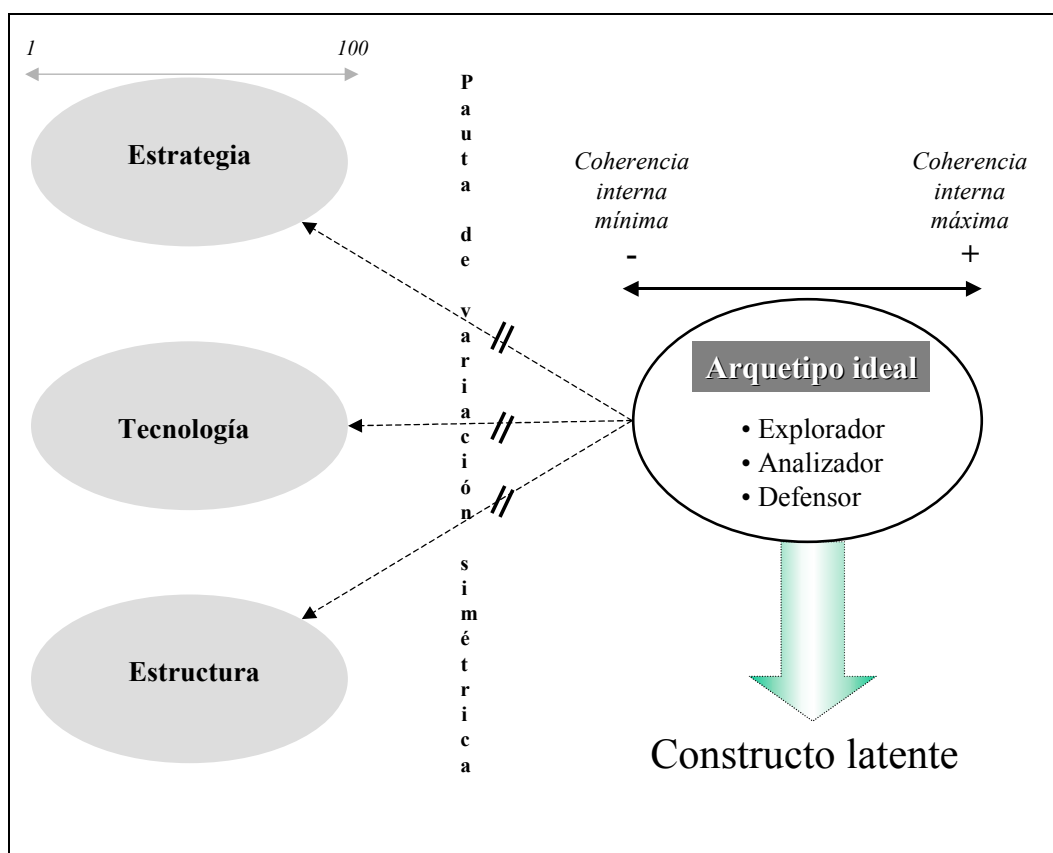 1 100
Estrategia
Tecnología
Estructura
Pauta de variación simétrica
Coherencia
interna
mínima
-
Coherencia
interna
máxima
+
Arquetipo ideal
• Explorador
• Analizador
• Defensor
Constructo latente